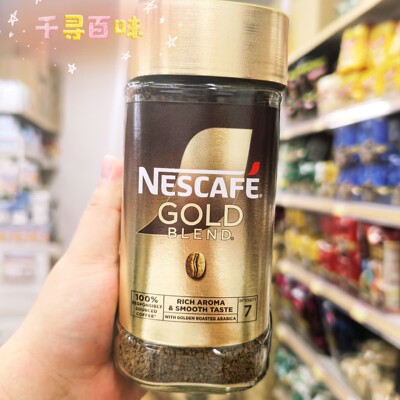 千寻百味
NESCAFÉ®
GOLD
BLEND®
100%
RESPONSIBLY
SOURCED
COFFEE*
RICH AROMA
& SMOOTH TASTE
WITH GOLDEN ROASTED ARABICA
INTENSITY
7